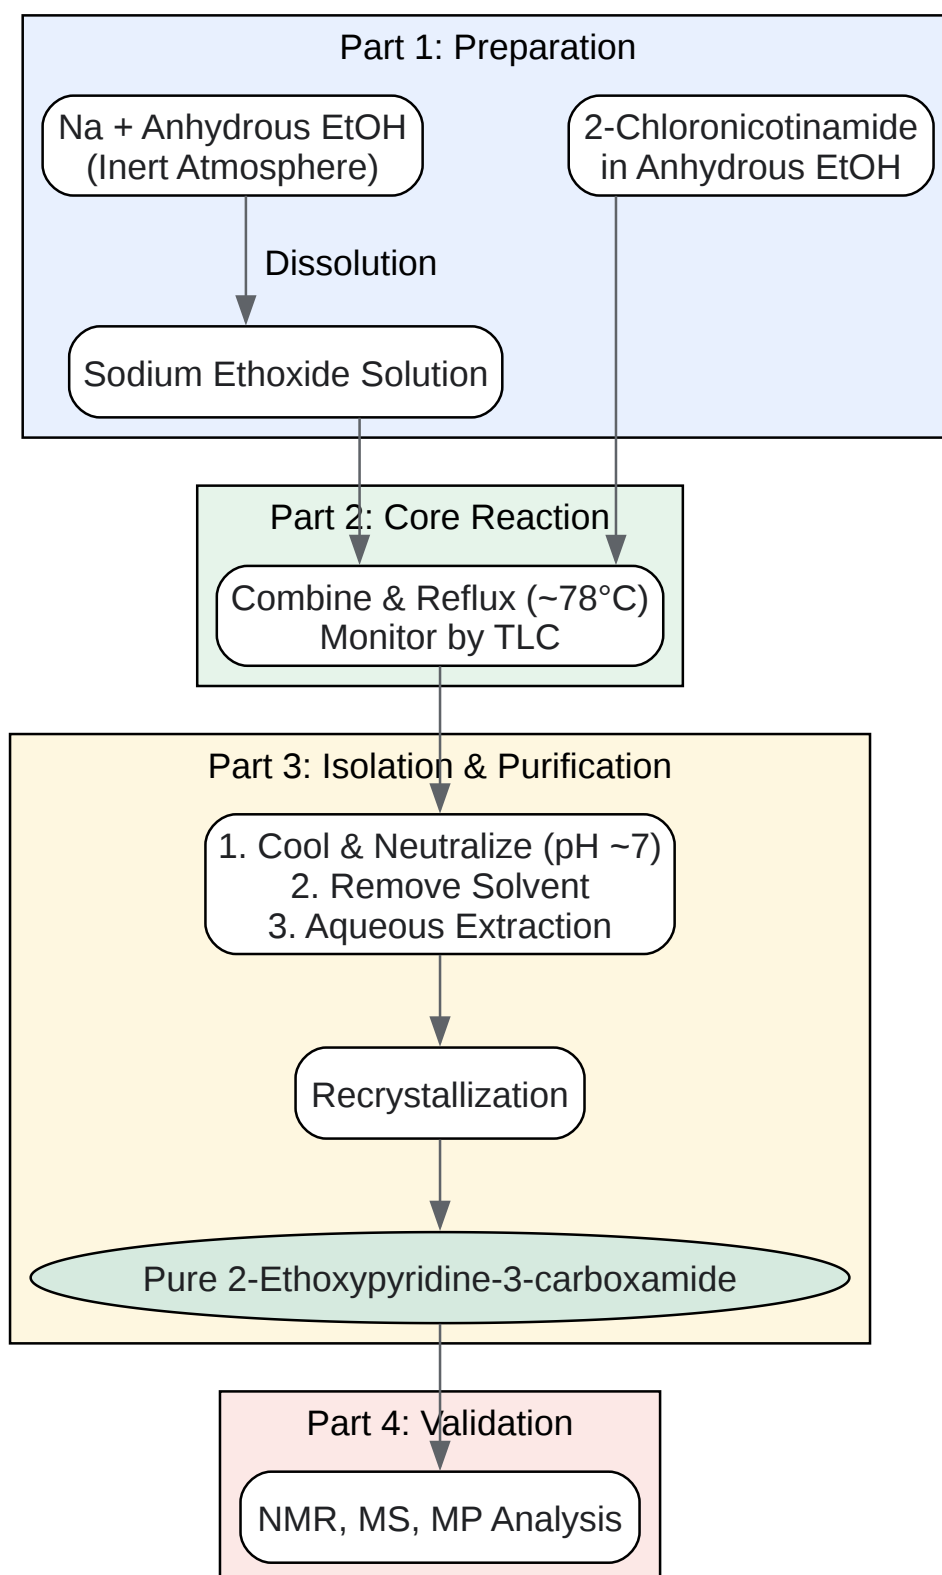 Part 1: Preparation
Na + Anhydrous EtOH
(Inert Atmosphere)
2-Chloronicotinamide
in Anhydrous EtOH
Dissolution
Sodium Ethoxide Solution
Part 2: Core Reaction
Combine & Reflux (~78°C)
Monitor by TLC
Part 3: Isolation & Purification
1. Cool & Neutralize (pH ~7)
2. Remove Solvent
3. Aqueous Extraction
Recrystallization
Pure 2-Ethoxypyridine-3-carboxamide
Part 4: Validation
NMR, MS, MP Analysis